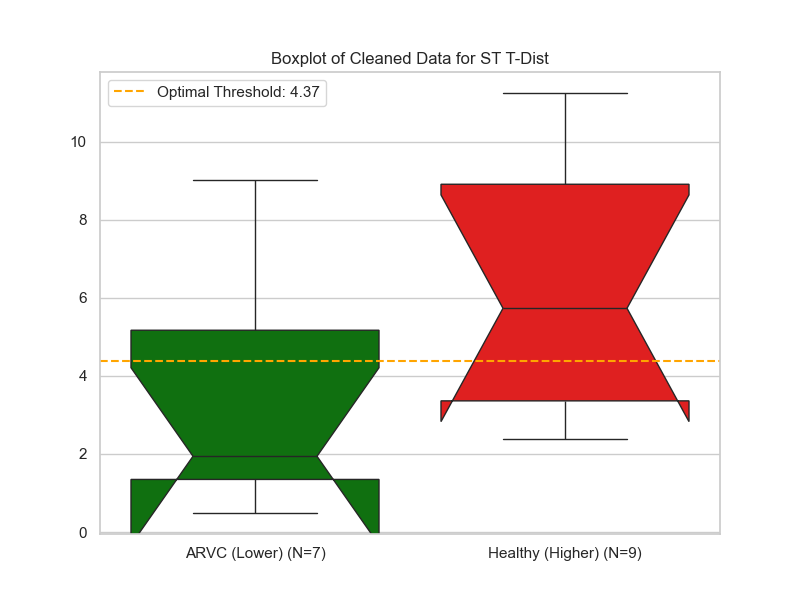 Boxplot of Cleaned Data for ST T-Dist
Optimal Threshold: 4.37
10
8
6
4
2
0
ARVC (Lower) (N=7)
Healthy (Higher) (N=9)